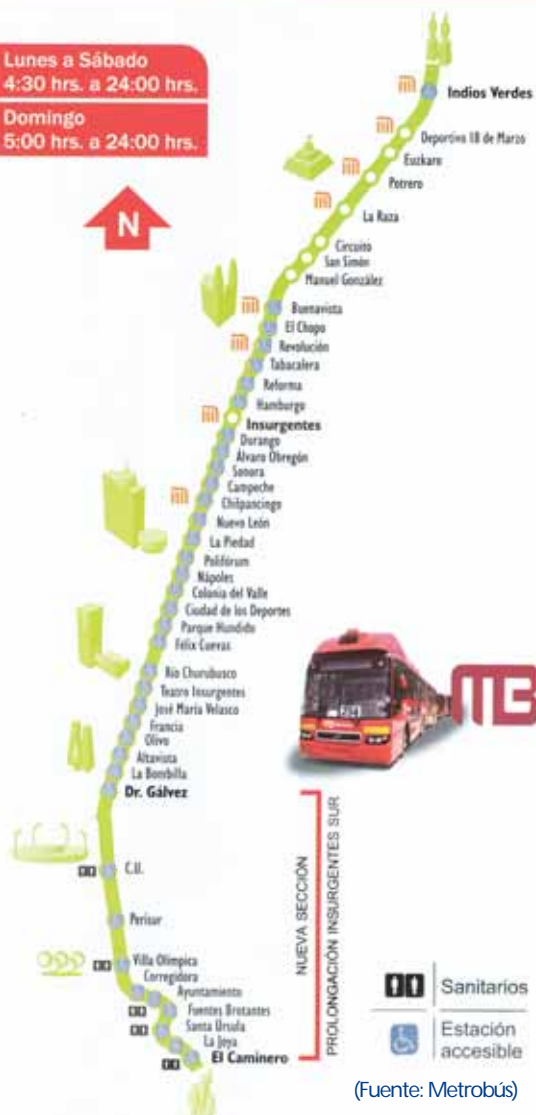 Lunes a Sábado
4:30 hrs. a 24:00 hrs.
Domingo
5:00 hrs. a 24:00 hrs.
N
Indios Verdes
Deportivo 18 de Marzo
Euzkaro
Potrero
La Raza
Circuito
San Simón
Manuel González
Buenavista
El Chopo
Revolución
Tabacalera
Reforma
Hamburgo
Insurgentes
Durango
Álvaro Obregón
Sonora
Campeche
Chilpancingo
Nuevo León
La Piedad
Polifórum
Nápoles
Colonia del Valle
Ciudad de los Deportes
Parque Hundido
Félix Cuevas
Río Churubusco
Teatro Insurgentes
José María Velasco
Francia
Olivo
Altavista
La Bombilla
Dr. Gálvez
C.U.
Perisur
Villa Olímpica
Corregidora
Ayuntamiento
Fuentes Brotantes
Santa Úrsula
La Joya
El Caminero
MB
NUEVA SECCIÓN
PROLONGACIÓN INSURGENTES SUR
Sanitarios
Estación
accesible
(Fuente: Metrobús)